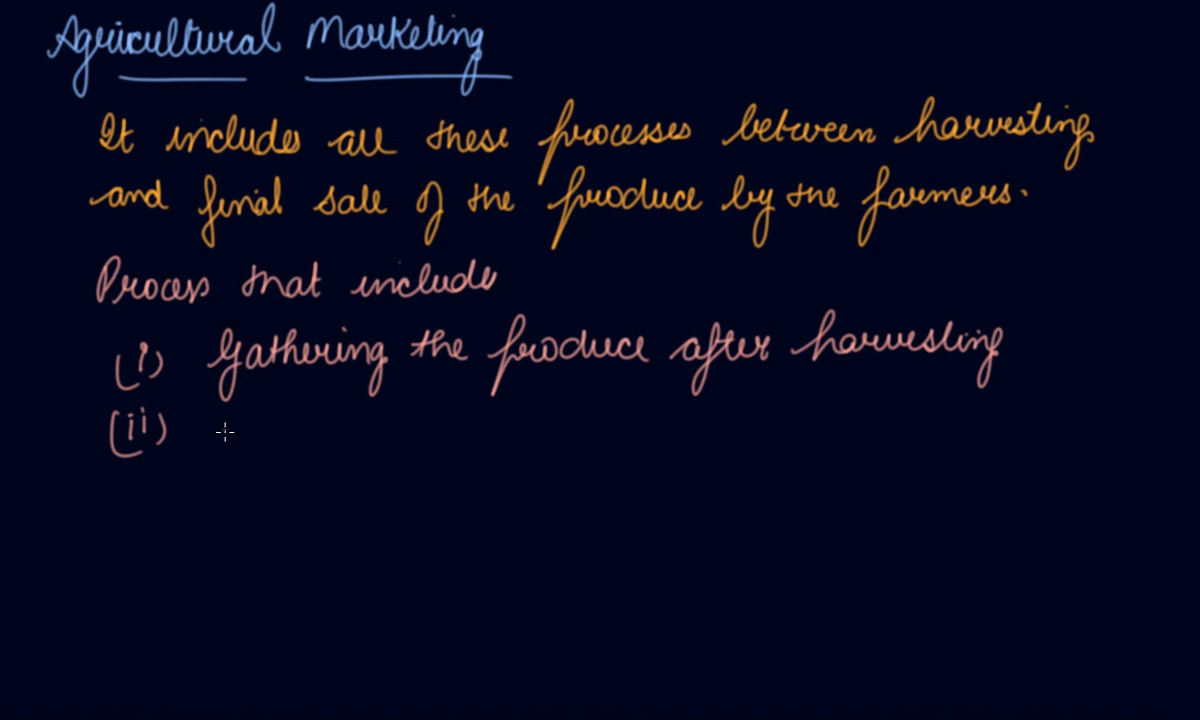 Agricultural Marketing
It includes all these processes between harvesting
and final sale of the produce by the farmers.
Process that include
(i) Gathering the produce after harvesting
(ii)